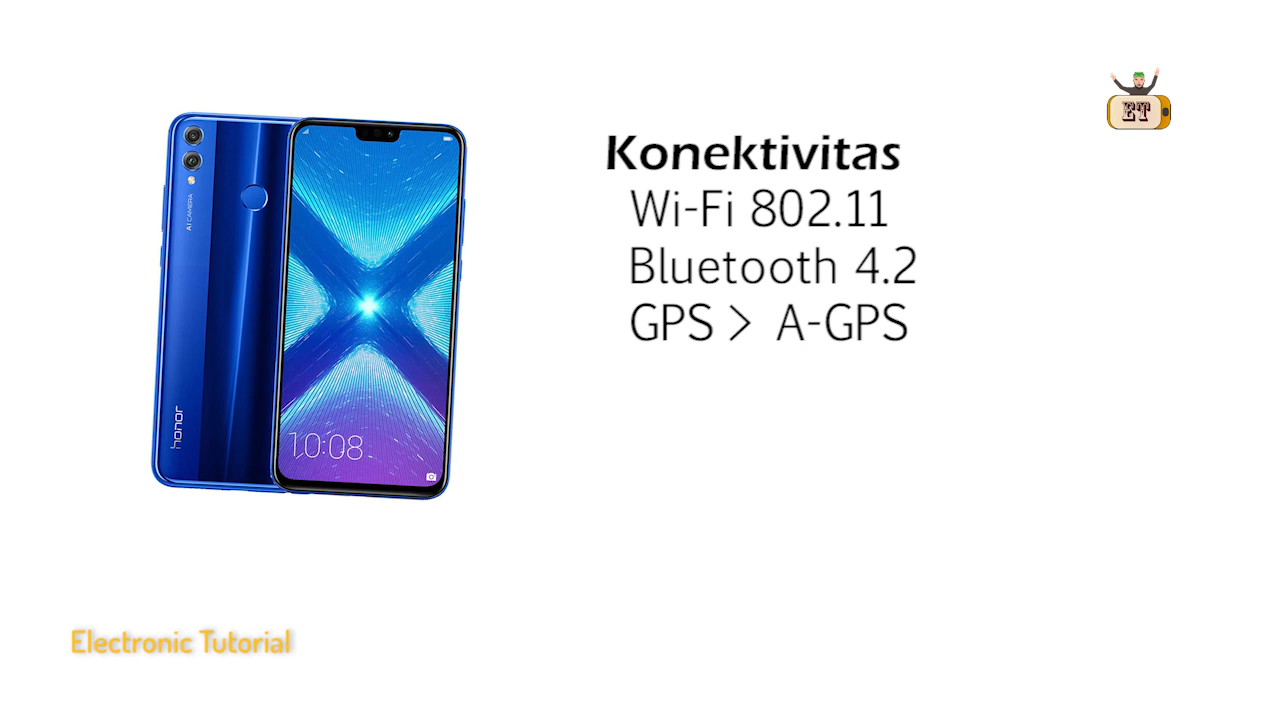 Konektivitas
Wi-Fi 802.11
Bluetooth 4.2
GPS > A-GPS
ET
AI CAMERA
honor
10:08
Electronic Tutorial